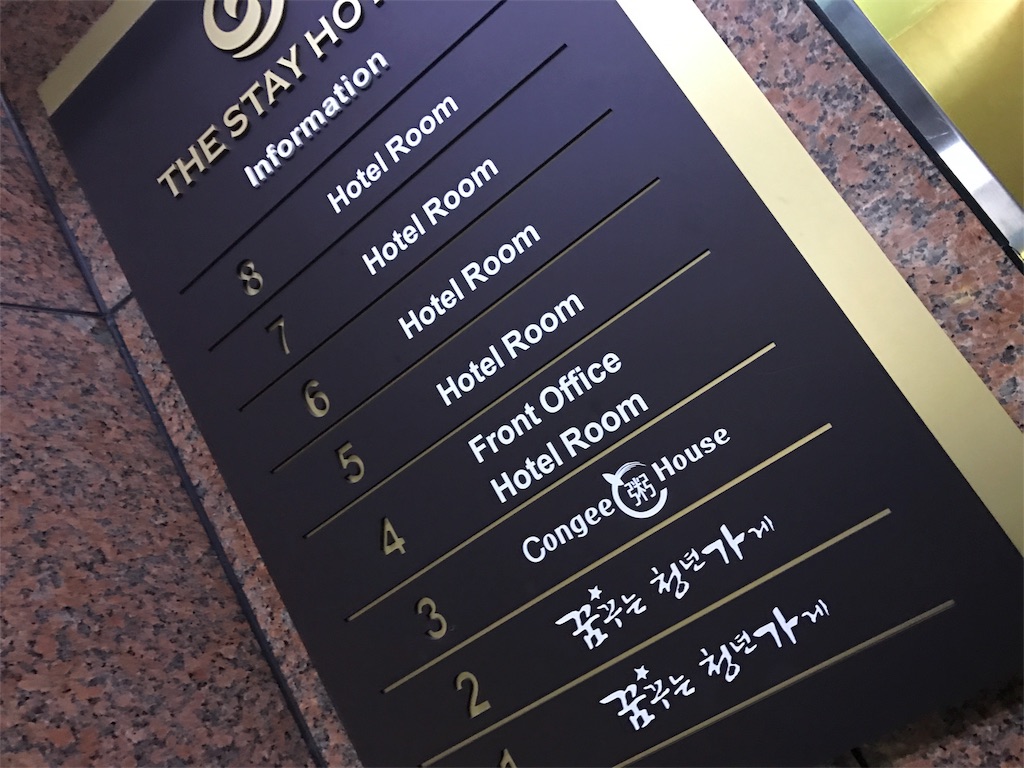 THE STAY
Information
8 Hotel Room
7 Hotel Room
6 Hotel Room
5 Hotel Room
4 Front Office
Hotel Room
3 Congee 粥 House
2 꿈꾸는 청년가게
1 꿈꾸는 청년가게